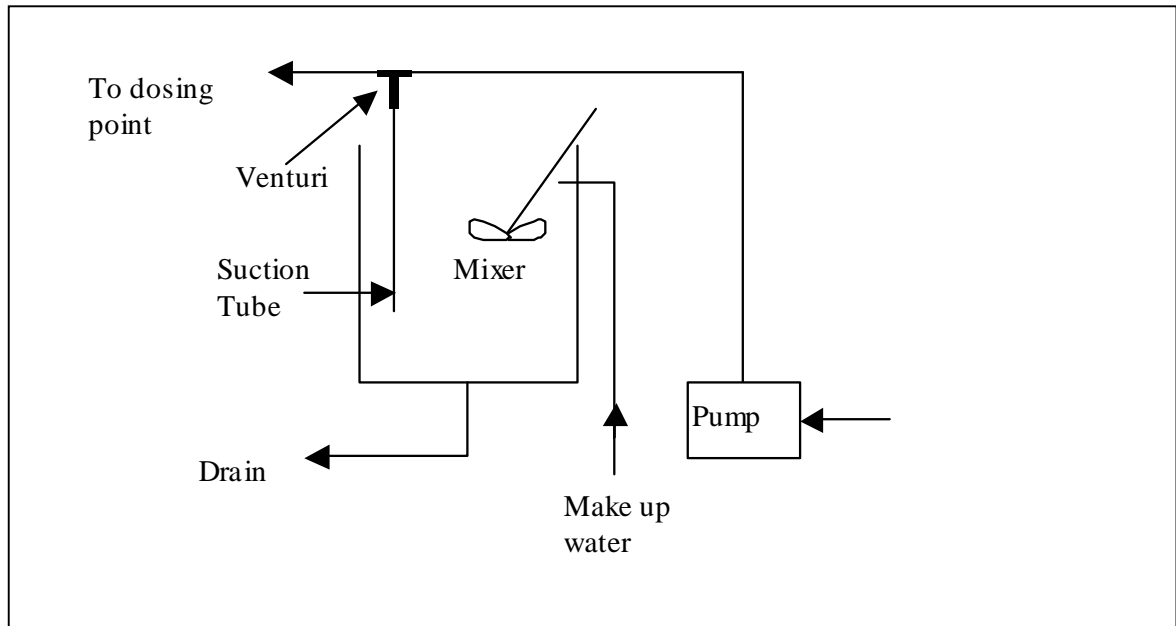 To dosing
point
Venturi
Suction
Tube
Mixer
Pump
Drain
Make up
water